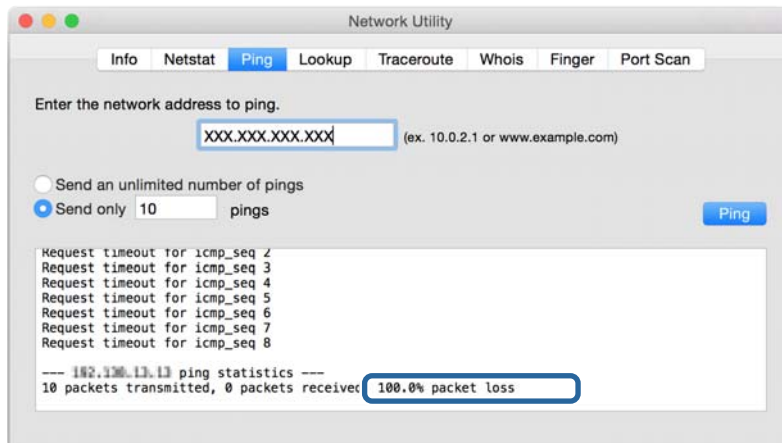 Network Utility
Info Netstat Ping Lookup Traceroute Whois Finger Port Scan
Enter the network address to ping.
XXX.XXX.XXX.XXX (ex. 10.0.2.1 or www.example.com)
Send an unlimited number of pings
Send only 10 pings
Ping
Request timeout for icmp_seq 2
Request timeout for icmp_seq 3
Request timeout for icmp_seq 4
Request timeout for icmp_seq 5
Request timeout for icmp_seq 6
Request timeout for icmp_seq 7
Request timeout for icmp_seq 8
--- ping statistics ---
10 packets transmitted, 0 packets received 100.0% packet loss